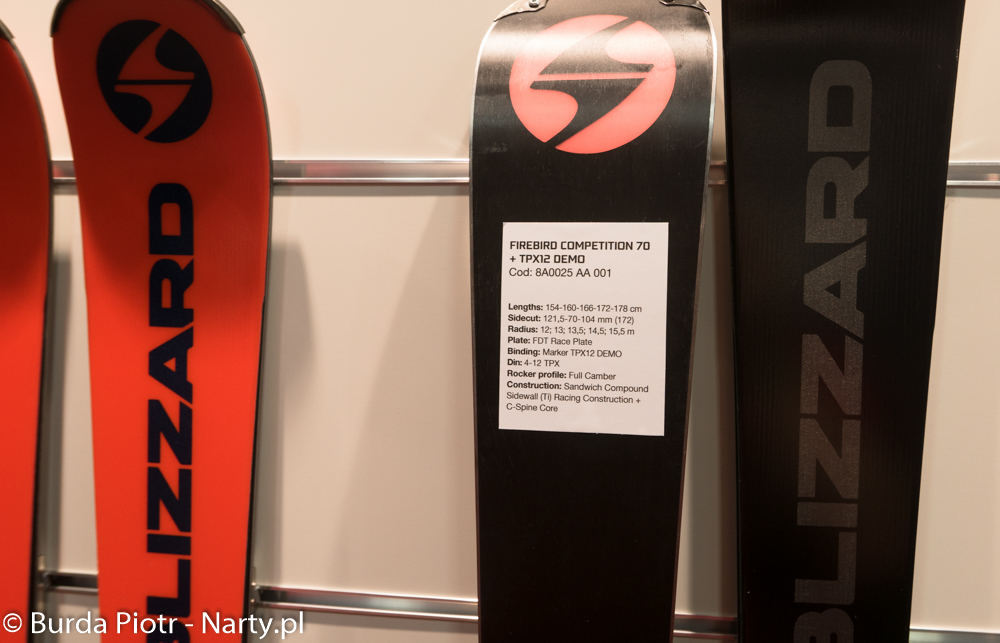 BLIZZARD
FIREBIRD COMPETITION 70
+ TPX12 DEMO
Cod: 8A0025 AA 001
Lengths: 154-160-166-172-178 cm
Sidecut: 121,5-70-104 mm (172)
Radius: 12; 13; 13,5; 14,5; 15,5 m
Plate: FDT Race Plate
Binding: Marker TPX12 DEMO
Din: 4-12 TPX
Rocker profile: Full Camber
Construction: Sandwich Compound
Sidewall (Ti) Racing Construction +
C-Spine Core
BLIZZARD
© Burda Piotr - Narty.pl